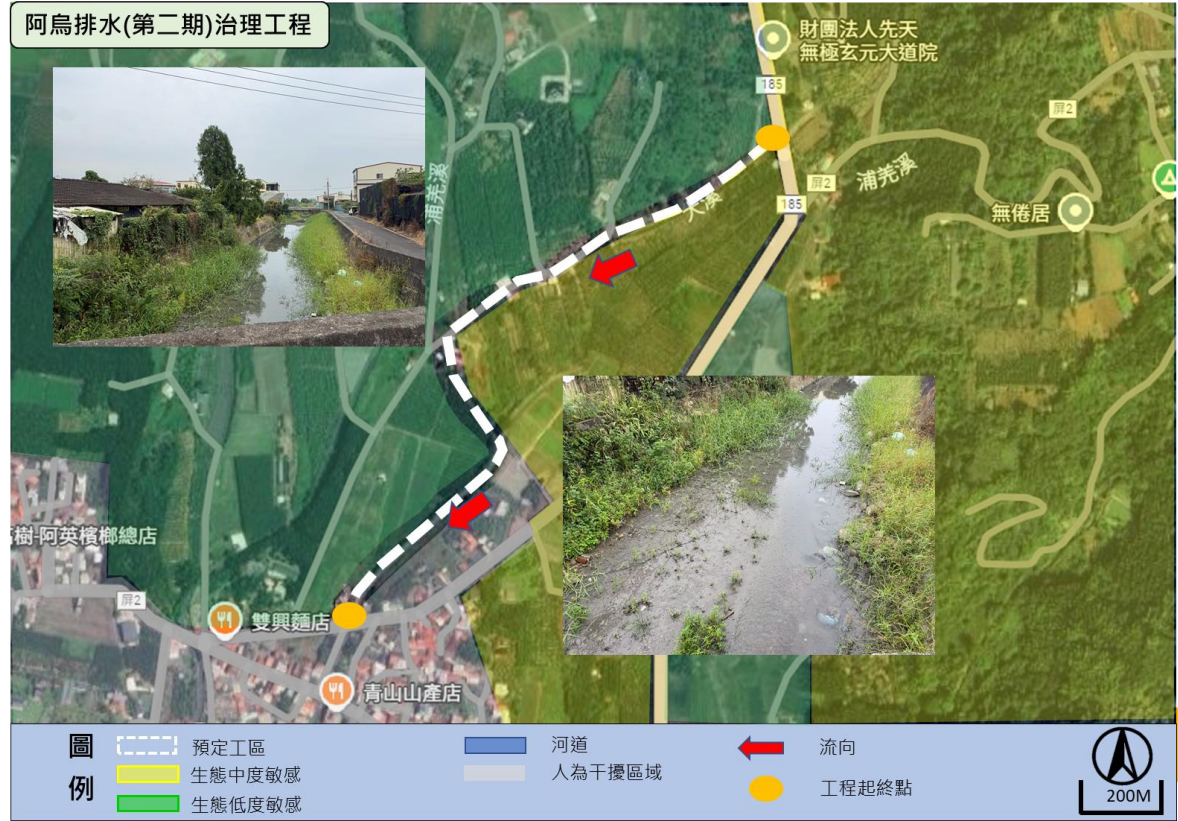 阿烏排水(第二期)治理工程
財團法人先天
無極玄元大道院
185
屏2
浦羌溪
屏2
浦羌溪
185
無倦居
人溪
樹-阿英檳榔總店
屏2
雙興麵店
青山山產店
圖例
預定工區
生態中度敏感
生態低度敏感
河道
人為干擾區域
流向
工程起終點
200M